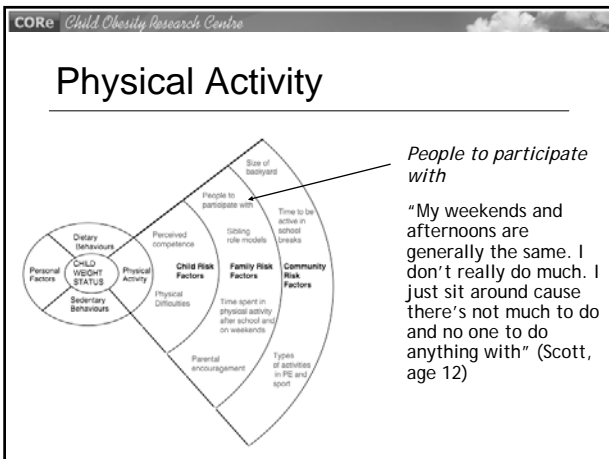 CORe Child Obesity Research Centre
Physical Activity
People to participate
with
"My weekends and
afternoons are
generally the same. I
don't really do much. I
just sit around cause
there's not much to do
and no one to do
anything with" (Scott,
age 12)
Dietary
Behaviours
Personal
Factors
CHILD
WEIGHT
STATUS
Physical
Activity
Sedentary
Behaviours
Perceived
competence
Child Risk
Factors
Physical
Difficulties
People to
participate with
Sibling
role models
Family Risk
Factors
Time spent in
physical activity
after school and
on weekends
Parental
encouragement
Size of
backyard
Time to be
active in
school
breaks
Community
Risk
Factors
Types
of activities
in PE and
sport